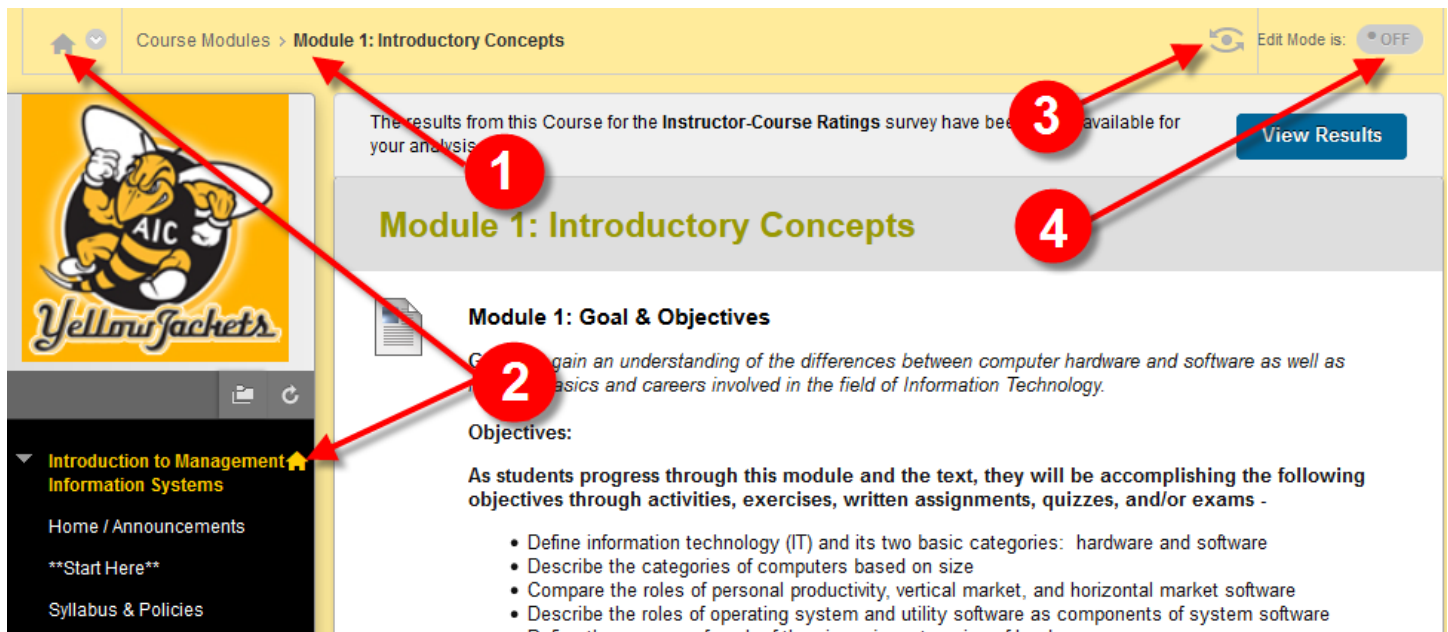 Course Modules > Module 1: Introductory Concepts
Edit Mode is: OFF
3
The results from this Course for the Instructor-Course Ratings survey have available for
your analysis
View Results
1
4
Module 1: Introductory Concepts
AIC
YellowJackets
Module 1: Goal & Objectives
gain an understanding of the differences between computer hardware and software as well as
and careers involved in the field of Information Technology.
2
Objectives:
As students progress through this module and the text, they will be accomplishing the following
objectives through activities, exercises, written assignments, quizzes, and/or exams -
• Define information technology (IT) and its two basic categories: hardware and software
• Describe the categories of computers based on size
• Compare the roles of personal productivity, vertical market, and horizontal market software
• Describe the roles of operating system and utility software as components of system software
Introduction to Management
Information Systems
Home / Announcements
**Start Here**
Syllabus & Policies